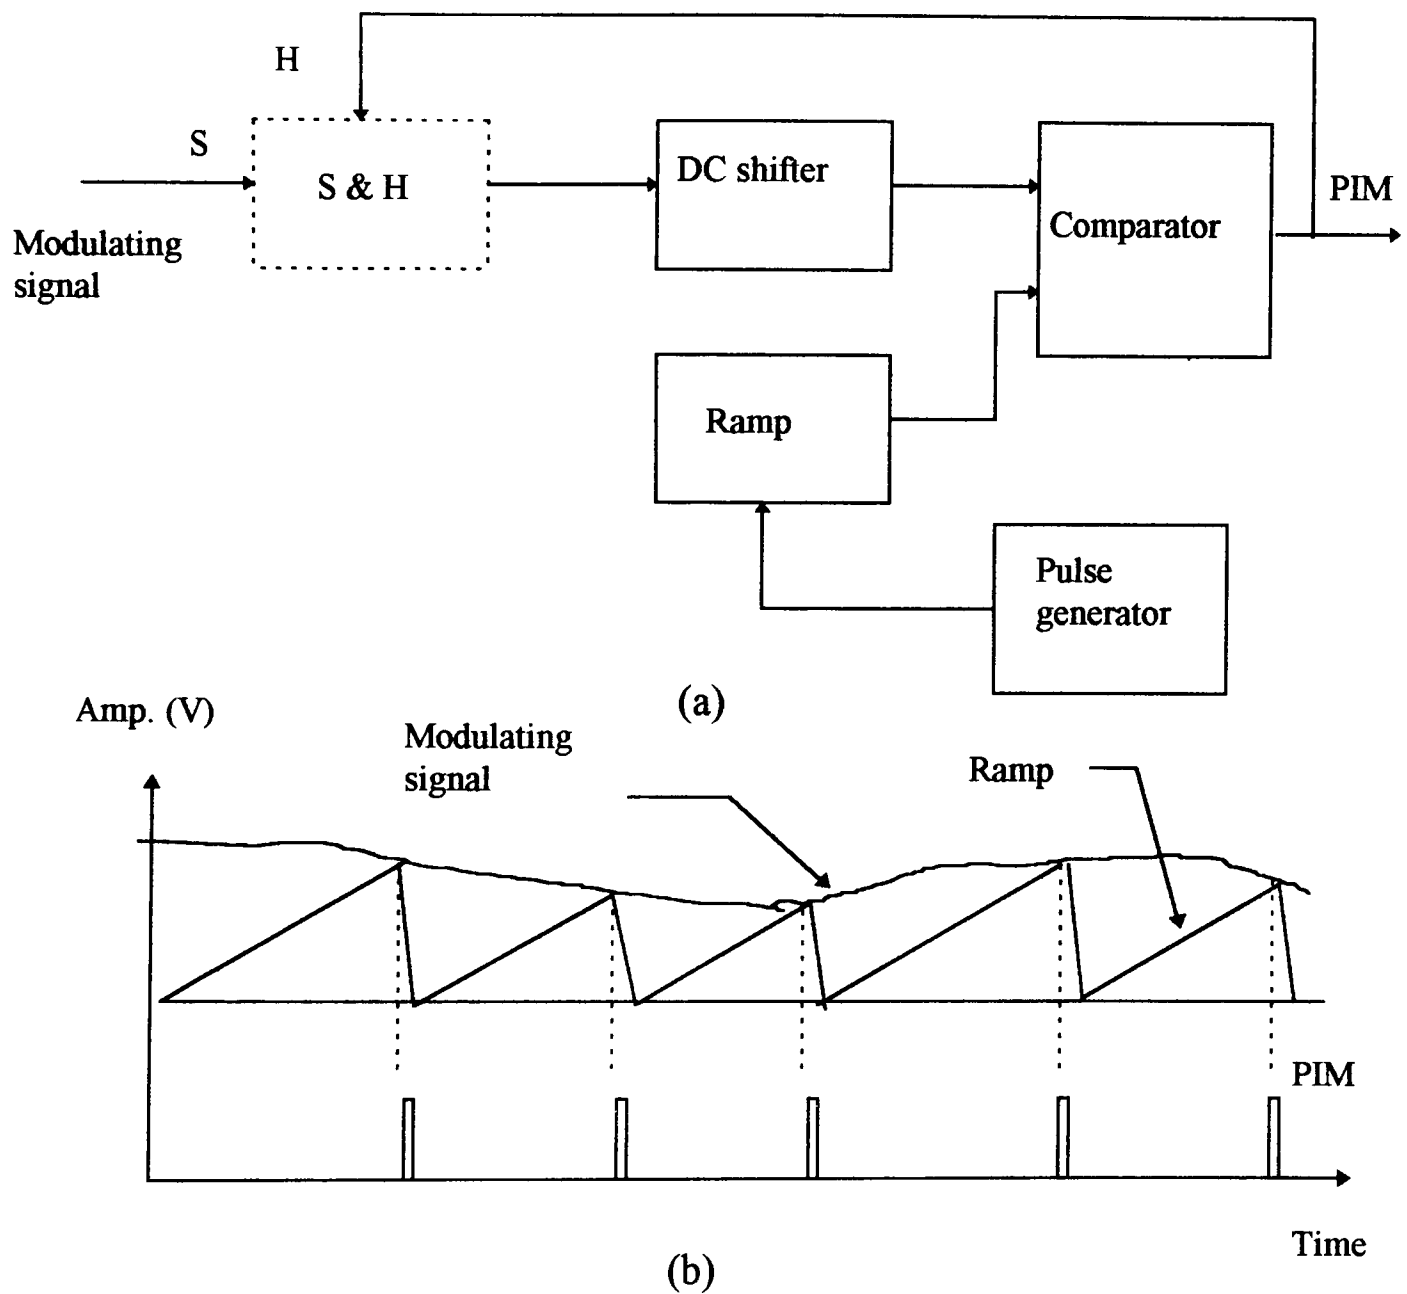 H
S
S & H
DC shifter
PIM
Comparator
Modulating
signal
Ramp
Pulse
generator
(a)
Amp. (V)
Modulating
signal
Ramp
PIM
Time
(b)